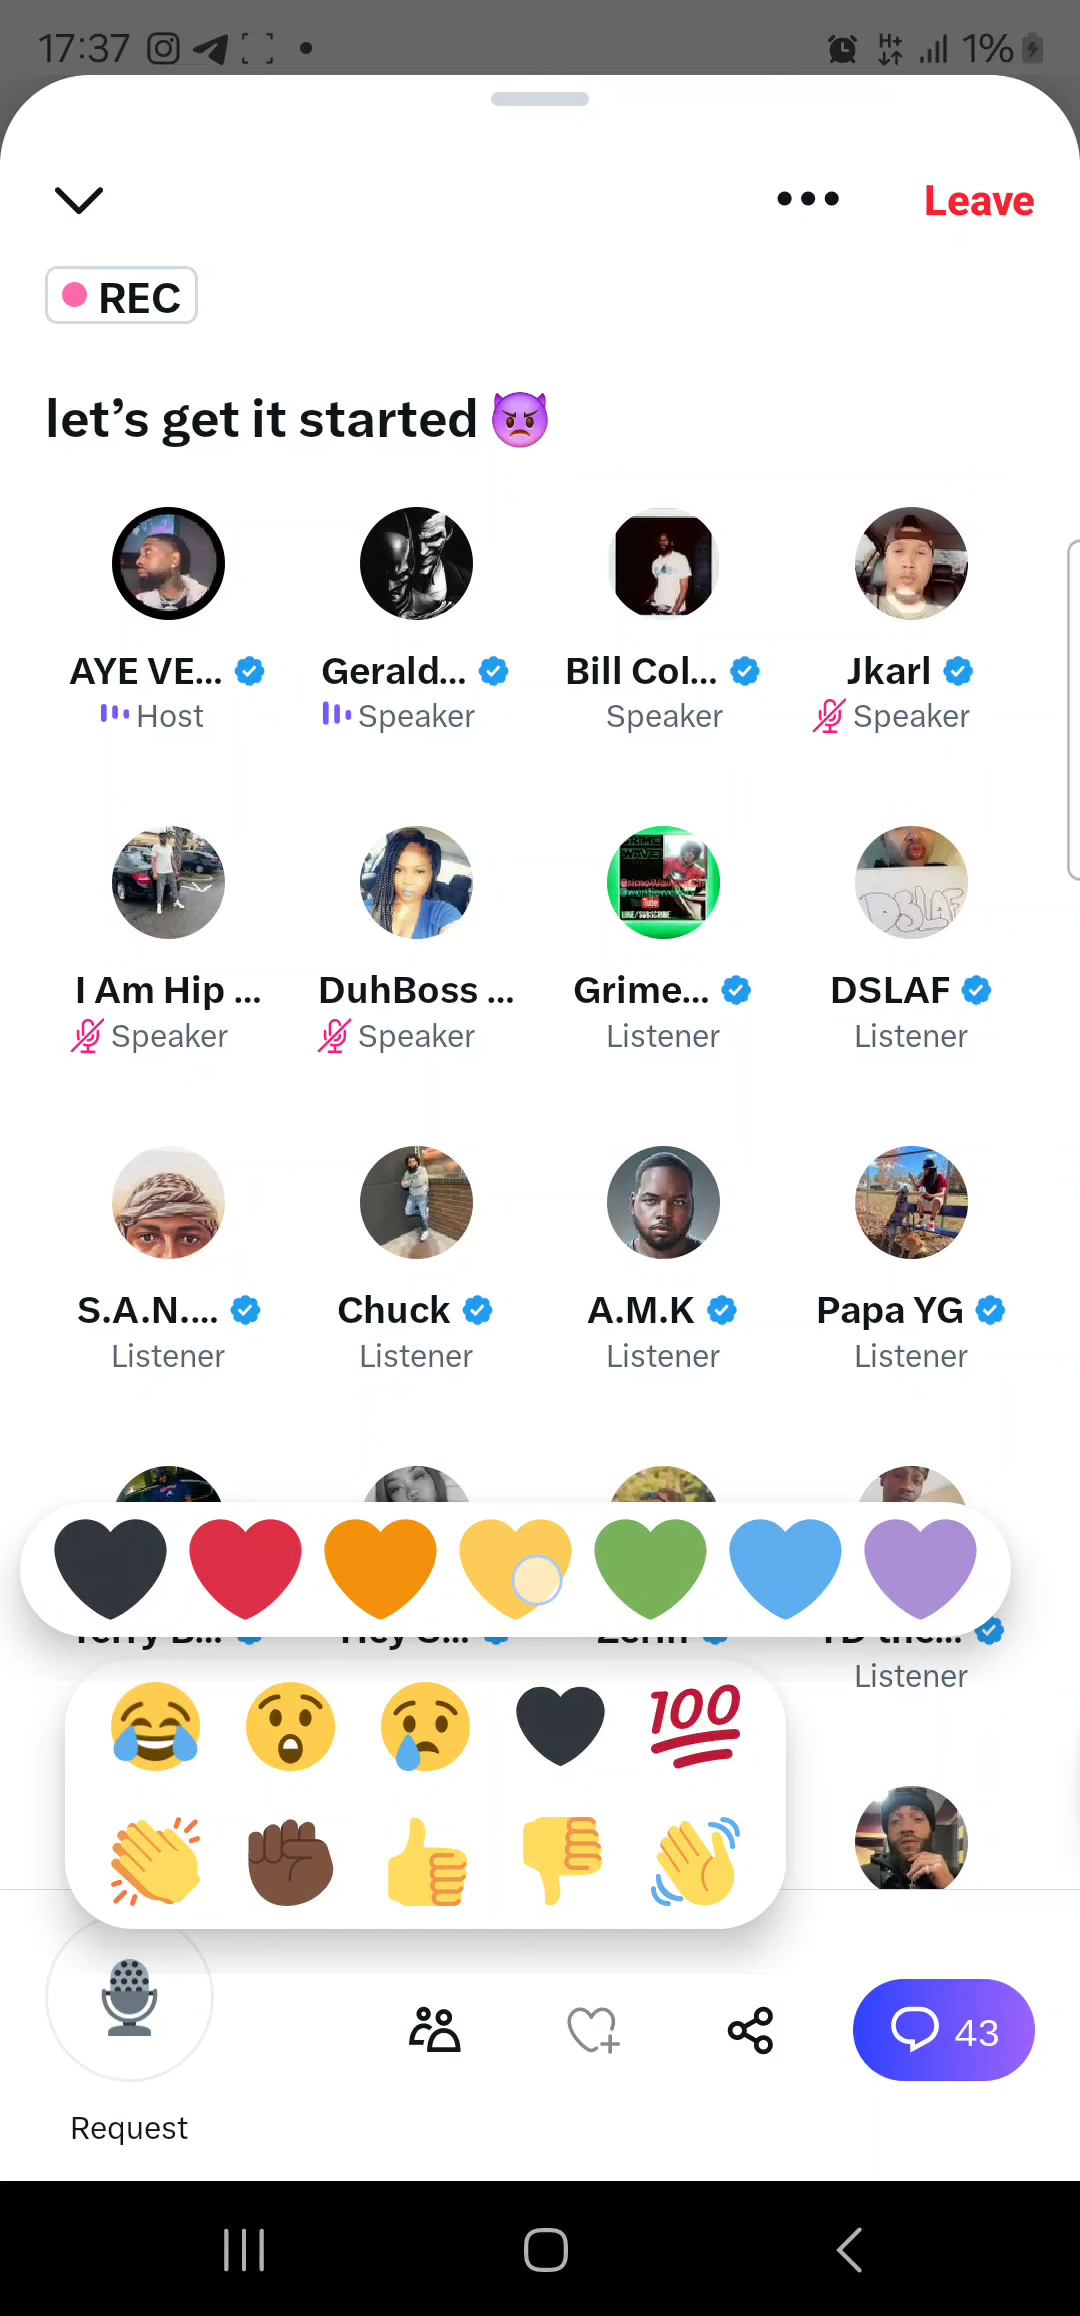 17:37 1%
Leave
REC
let’s get it started
AYE VE... Gerald... Bill Col... Jkarl
Host Speaker Speaker Speaker
I Am Hip ... DuhBoss ... Grime... DSLAF
Speaker Speaker Listener Listener
S.A.N.... Chuck A.M.K Papa YG
Listener Listener Listener Listener
Listener
100
43
Request